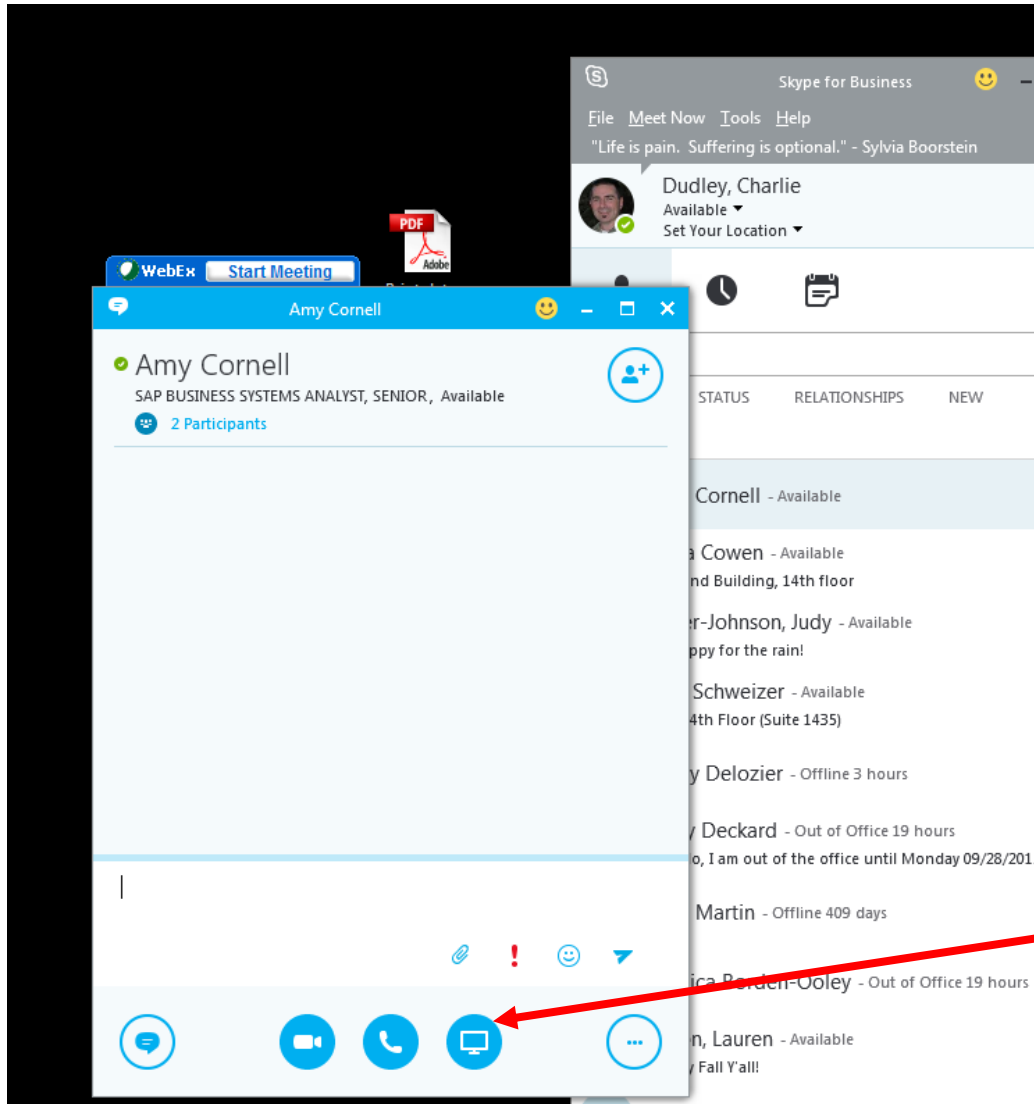 Skype for Business
File Meet Now Tools Help
"Life is pain. Suffering is optional." - Sylvia Boorstein
Dudley, Charlie
Available
Set Your Location
PDF
Adobe
WebEx Start Meeting
Amy Cornell
Amy Cornell
SAP BUSINESS SYSTEMS ANALYST, SENIOR, Available
2 Participants
STATUS RELATIONSHIPS NEW
Cornell - Available
Cowen - Available
Building, 14th floor
Judy - Available
for the rain!
Schweizer - Available
4th Floor (Suite 1435)
Delozier - Offline 3 hours
Deckard - Out of Office 19 hours
I am out of the office until Monday 09/28/201
Martin - Offline 409 days
Borden-Ooley - Out of Office 19 hours
Lauren - Available
Fall Y'all!